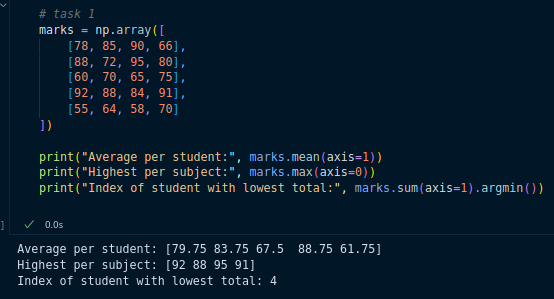 # task 1
marks = np.array([
    [78, 85, 90, 66],
    [88, 72, 95, 80],
    [60, 70, 65, 75],
    [92, 88, 84, 91],
    [55, 64, 58, 70]
])
print("Average per student:", marks.mean(axis=1))
print("Highest per subject:", marks.max(axis=0))
print("Index of student with lowest total:", marks.sum(axis=1).argmin())
] ✓ 0.0s
Average per student: [79.75 83.75 67.5  88.75 61.75]
Highest per subject: [92 88 95 91]
Index of student with lowest total: 4